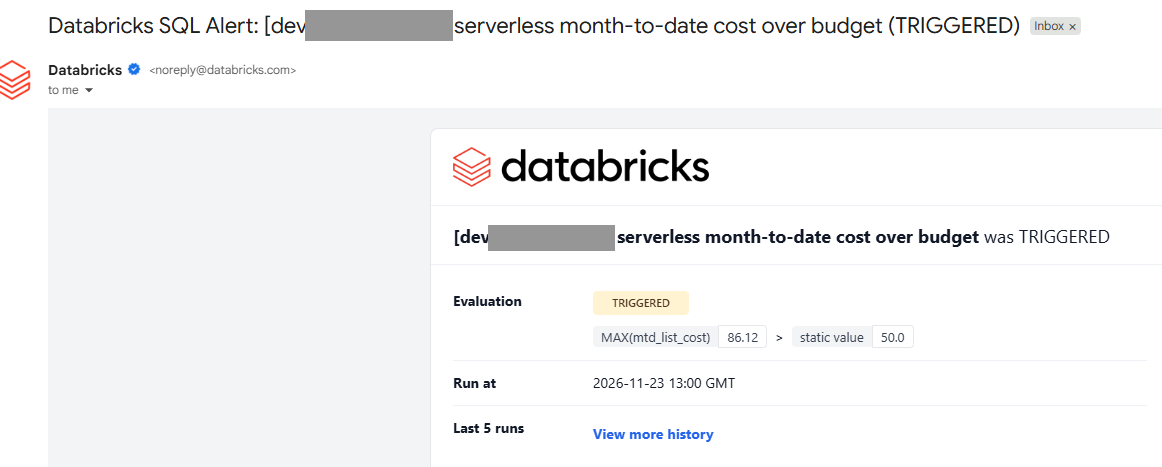 Databricks SQL Alert: [dev serverless month-to-date cost over budget (TRIGGERED) Inbox ×
Databricks <noreply@databricks.com>
to me
databricks
[dev serverless month-to-date cost over budget was TRIGGERED
Evaluation TRIGGERED
MAX(mtd_list_cost) 86.12 > static value 50.0
Run at 2026-11-23 13:00 GMT
Last 5 runs View more history